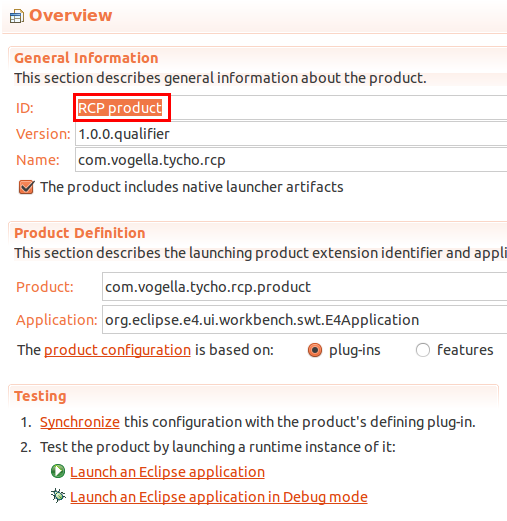 Overview
General Information
This section describes general information about the product.
ID: RCP product
Version: 1.0.0.qualifier
Name: com.vogella.tycho.rcp
The product includes native launcher artifacts
Product Definition
This section describes the launching product extension identifier and appli
Product: com.vogella.tycho.rcp.product
Application: org.eclipse.e4.ui.workbench.swt.E4Application
The product configuration is based on: plug-ins features
Testing
1. Synchronize this configuration with the product's defining plug-in.
2. Test the product by launching a runtime instance of it:
Launch an Eclipse application
Launch an Eclipse application in Debug mode